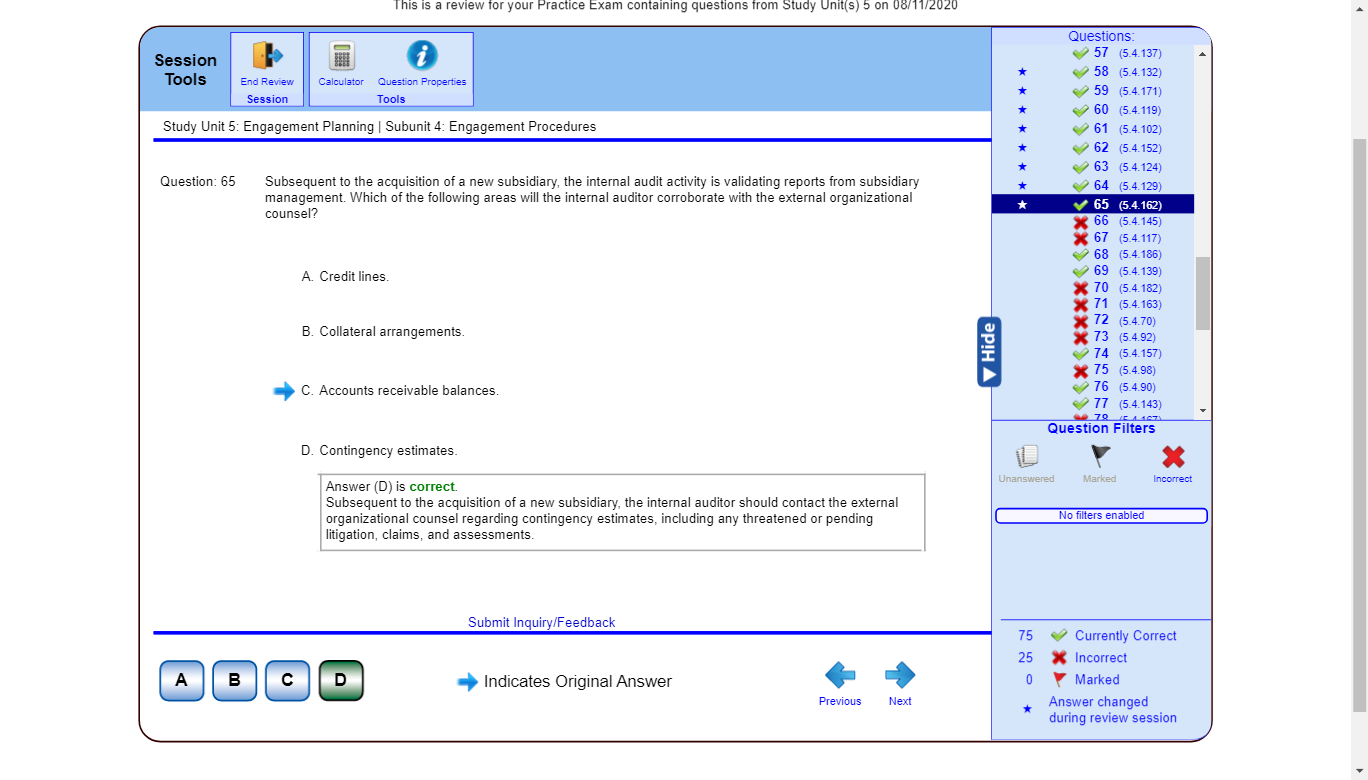 This is a review for your Practice Exam containing questions from Study Unit(s) 5 on 08/11/2020
Session
Tools
End Review
Session
Calculator
Question Properties
Tools
Study Unit 5: Engagement Planning | Subunit 4: Engagement Procedures
Question: 65
Subsequent to the acquisition of a new subsidiary, the internal audit activity is validating reports from subsidiary
management. Which of the following areas will the internal auditor corroborate with the external organizational
counsel?
A. Credit lines.
B. Collateral arrangements.
C. Accounts receivable balances.
D. Contingency estimates.
Answer (D) is correct.
Subsequent to the acquisition of a new subsidiary, the internal auditor should contact the external
organizational counsel regarding contingency estimates, including any threatened or pending
litigation, claims, and assessments.
Submit Inquiry/Feedback
A B C D
Indicates Original Answer
Previous
Next
Hide
Questions:
57 (5.4.137)
58 (5.4.132)
59 (5.4.171)
60 (5.4.119)
61 (5.4.102)
62 (5.4.152)
63 (5.4.124)
64 (5.4.129)
65 (5.4.162)
66 (5.4.145)
67 (5.4.117)
68 (5.4.186)
69 (5.4.139)
70 (5.4.182)
71 (5.4.163)
72 (5.4.70)
73 (5.4.92)
74 (5.4.157)
75 (5.4.98)
76 (5.4.90)
77 (5.4.143)
78 (5.4.167)
Question Filters
Unanswered
Marked
Incorrect
No filters enabled
75 Currently Correct
25 Incorrect
0 Marked
Answer changed
during review session